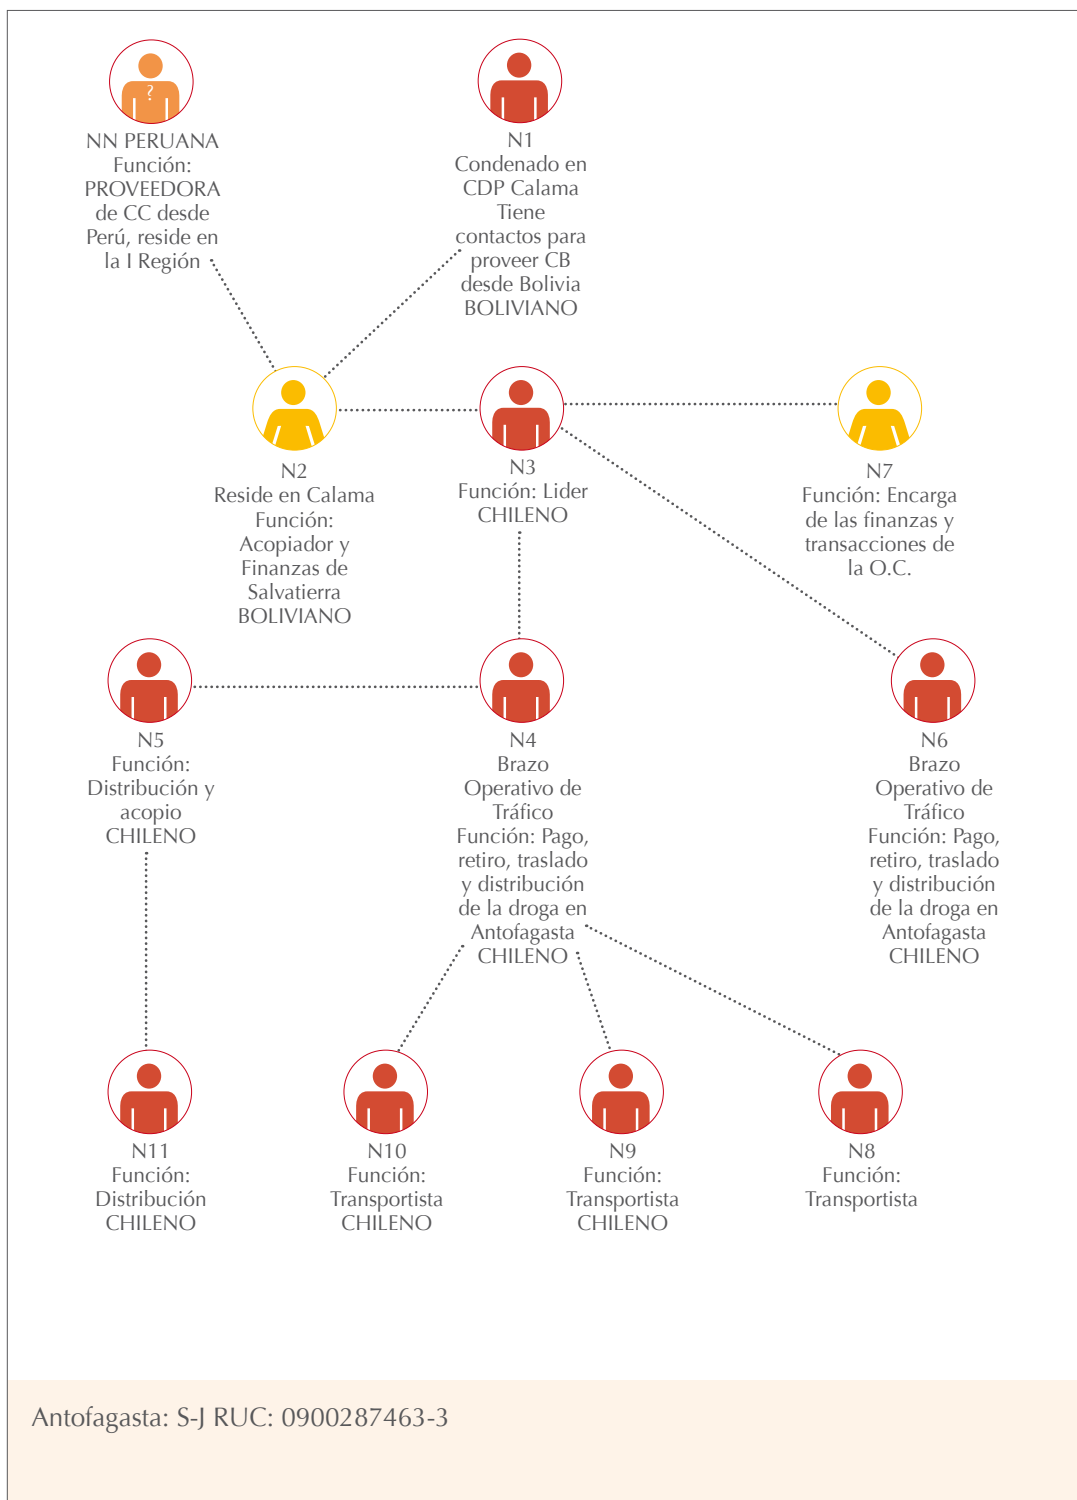 ?
NN PERUANA
Función:
PROVEEDORA
de CC desde
Perú, reside en
la I Región
N1
Condenado en
CDP Calama
Tiene
contactos para
proveer CB
desde Bolivia
BOLIVIANO
N2
Reside en Calama
Función:
Acopiador y
Finanzas de
Salvatierra
BOLIVIANO
N3
Función: Lider
CHILENO
N7
Función: Encarga
de las finanzas y
transacciones de
la O.C.
N5
Función:
Distribución y
acopio
CHILENO
N4
Brazo
Operativo de
Tráfico
Función: Pago,
retiro, traslado
y distribución
de la droga en
Antofagasta
CHILENO
N6
Brazo
Operativo de
Tráfico
Función: Pago,
retiro, traslado
y distribución
de la droga en
Antofagasta
CHILENO
N11
Función:
Distribución
CHILENO
N10
Función:
Transportista
CHILENO
N9
Función:
Transportista
CHILENO
N8
Función:
Transportista
Antofagasta: S-J RUC: 0900287463-3